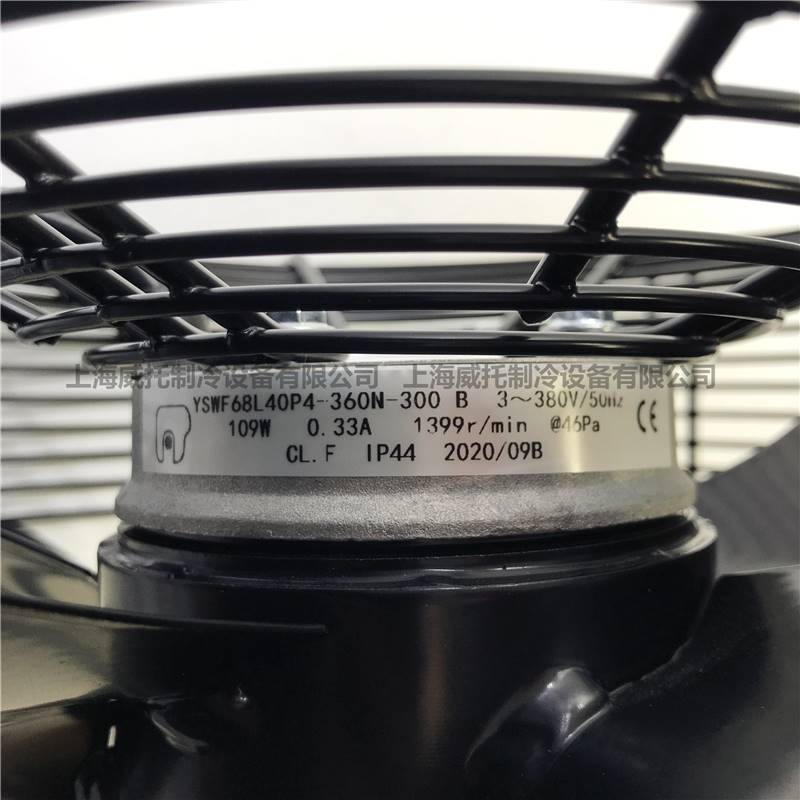 上海威托制冷设备有限公司 上海威托制冷设备有限公司
YSWF68L40P4-360N-300 B 3~380V/50Hz
109W 0.33A 1399r/min @46Pa CE
CL.F IP44 2020/09B